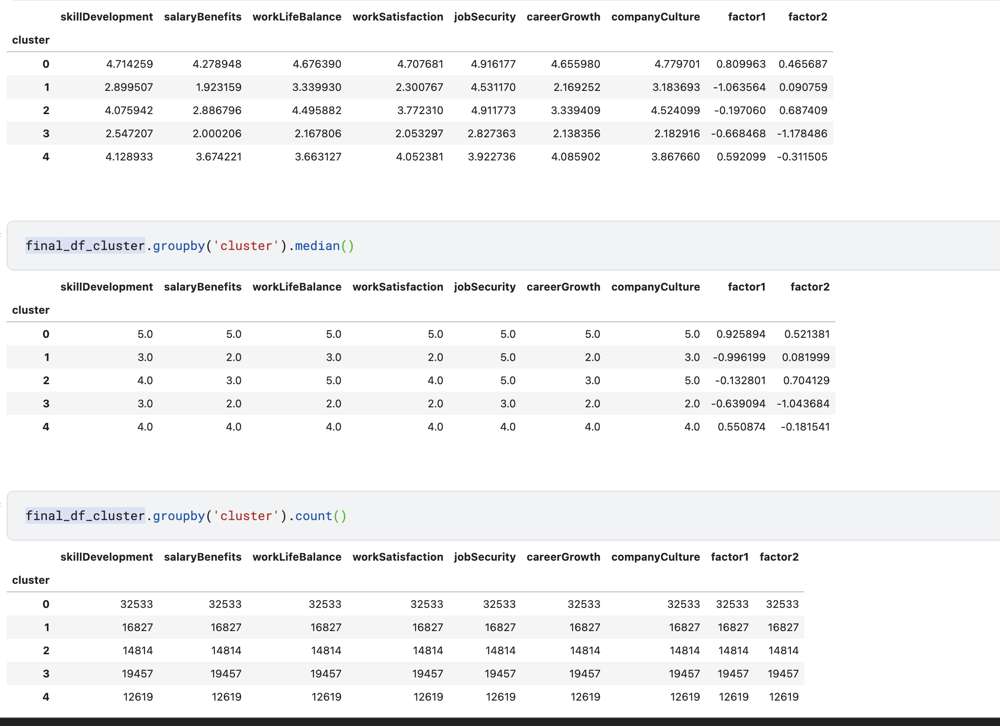 skillDevelopment salaryBenefits workLifeBalance workSatisfaction jobSecurity careerGrowth companyCulture factor1 factor2
cluster
0 4.714259 4.278948 4.676390 4.707681 4.916177 4.655980 4.779701 0.809963 0.465687
1 2.899507 1.923159 3.339930 2.300767 4.531170 2.169252 3.183693 -1.063564 0.090759
2 4.075942 2.886796 4.495882 3.772310 4.911773 3.339409 4.524099 -0.197060 0.687409
3 2.547207 2.000206 2.167806 2.053297 2.827363 2.138356 2.182916 -0.668468 -1.178486
4 4.128933 3.674221 3.663127 4.052381 3.922736 4.085902 3.867660 0.592099 -0.311505
final_df_cluster.groupby('cluster').median()
skillDevelopment salaryBenefits workLifeBalance workSatisfaction jobSecurity careerGrowth companyCulture factor1 factor2
cluster
0 5.0 5.0 5.0 5.0 5.0 5.0 5.0 0.925894 0.521381
1 3.0 2.0 3.0 2.0 5.0 2.0 3.0 -0.996199 0.081999
2 4.0 3.0 5.0 4.0 5.0 3.0 5.0 -0.132801 0.704129
3 3.0 2.0 2.0 2.0 3.0 2.0 2.0 -0.639094 -1.043684
4 4.0 4.0 4.0 4.0 4.0 4.0 4.0 0.550874 -0.181541
final_df_cluster.groupby('cluster').count()
skillDevelopment salaryBenefits workLifeBalance workSatisfaction jobSecurity careerGrowth companyCulture factor1 factor2
cluster
0 32533 32533 32533 32533 32533 32533 32533 32533 32533
1 16827 16827 16827 16827 16827 16827 16827 16827 16827
2 14814 14814 14814 14814 14814 14814 14814 14814 14814
3 19457 19457 19457 19457 19457 19457 19457 19457 19457
4 12619 12619 12619 12619 12619 12619 12619 12619 12619